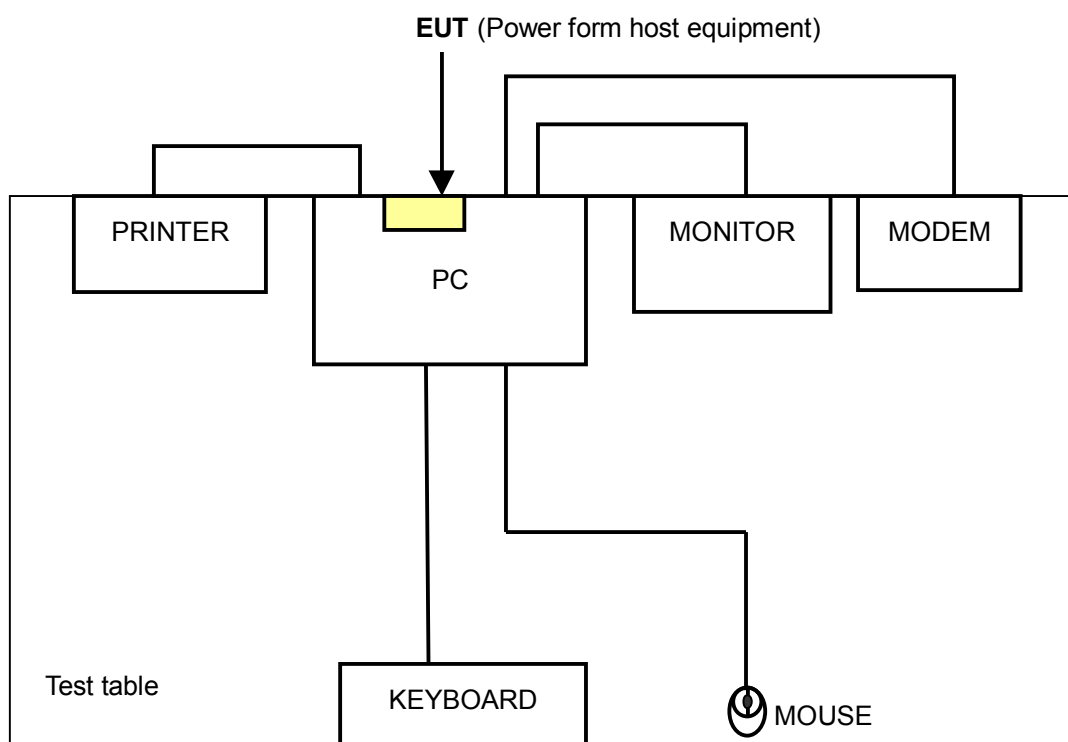 EUT (Power form host equipment)
PRINTER
MONITOR
MODEM
PC
Test table
KEYBOARD
MOUSE